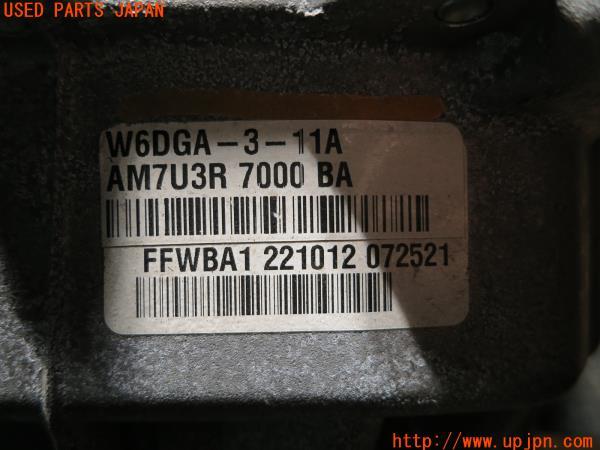 USED PARTS JAPAN
W6DGA-3-11A
AM7U3R 7000 BA
FFWBA1 221012 072521
http://www.upjpn.com/